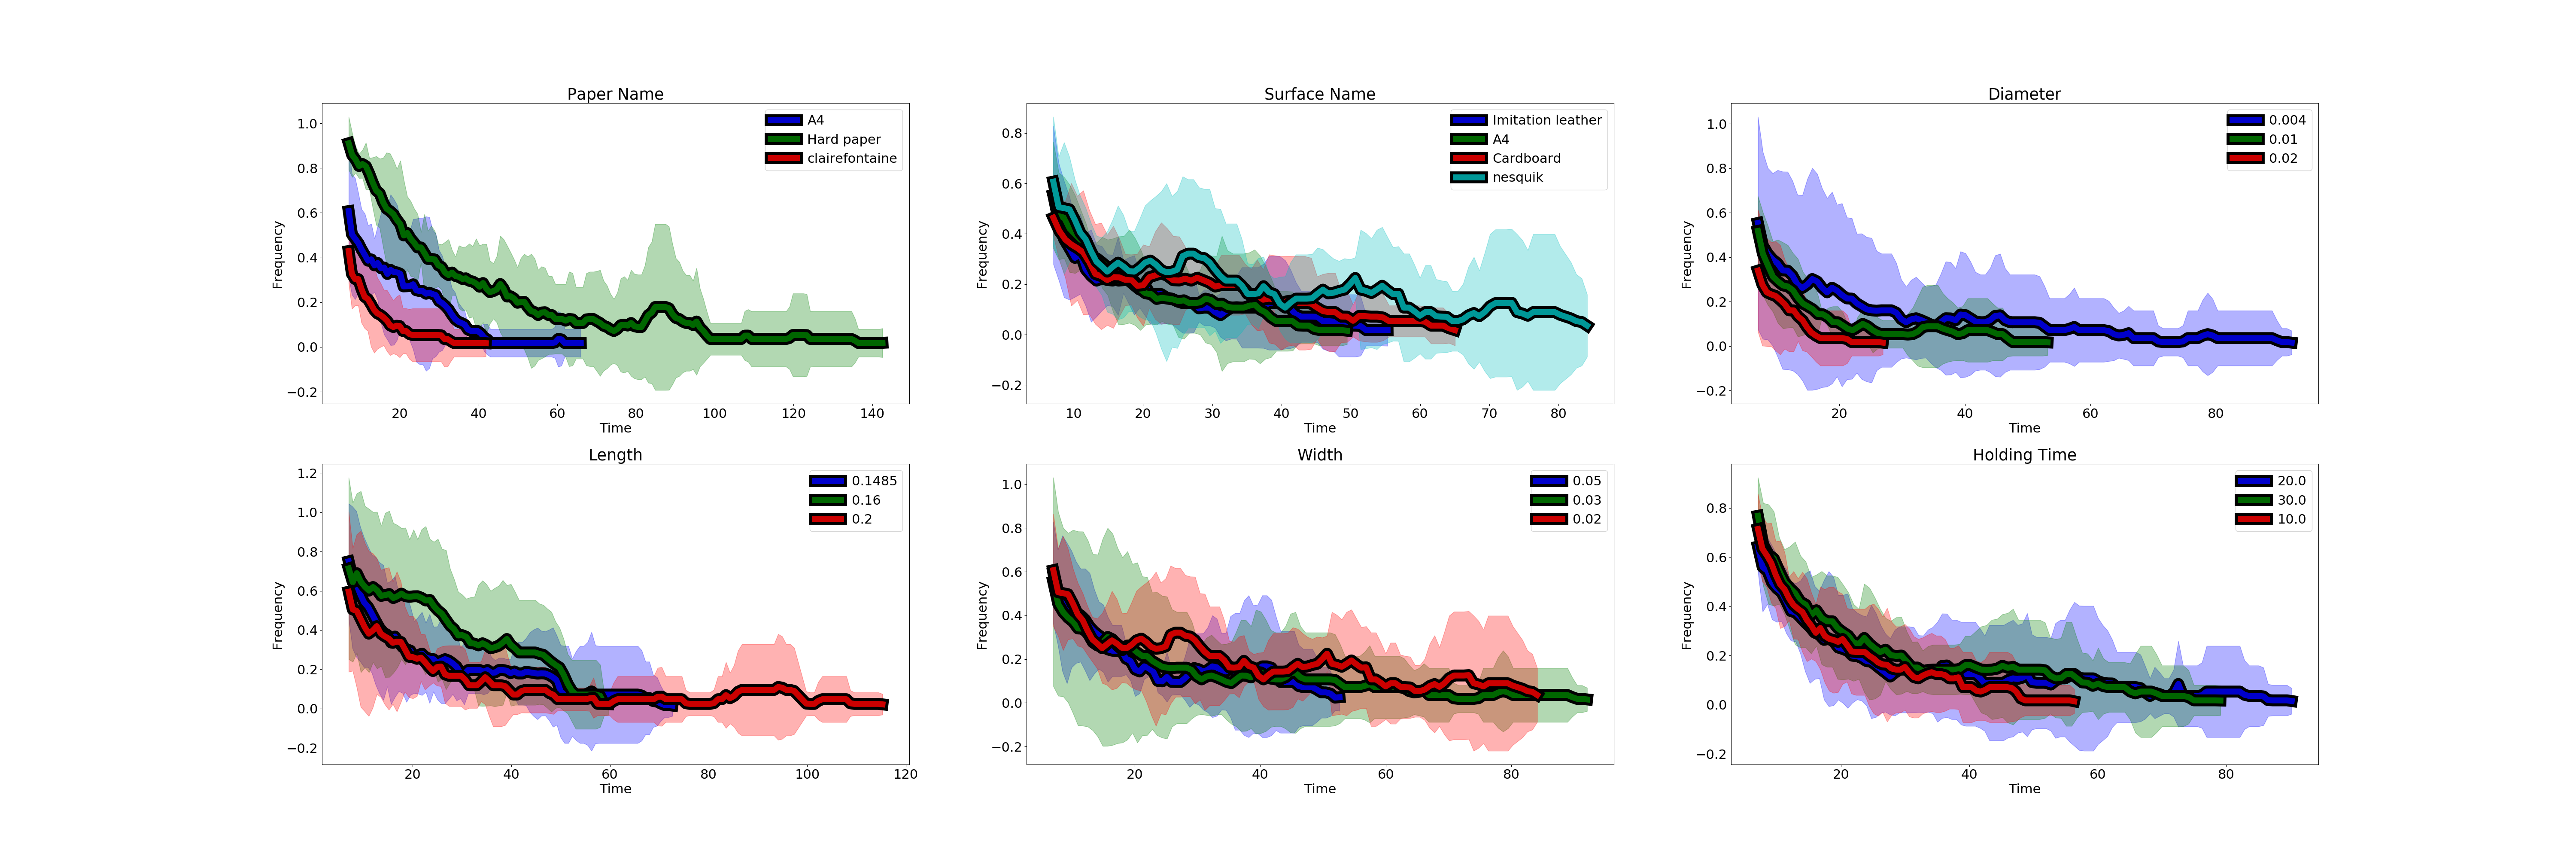 Paper Name
1.0
0.8
0.6
0.4
0.2
0.0
−0.2
Frequency
A4
Hard paper
clairefontaine
20 40 60 80 100 120 140
Time
Surface Name
0.8
0.6
0.4
0.2
0.0
−0.2
Frequency
Imitation leather
A4
Cardboard
nesquik
10 20 30 40 50 60 70 80
Time
Diameter
1.0
0.8
0.6
0.4
0.2
0.0
−0.2
Frequency
0.004
0.01
0.02
20 40 60 80
Time
Length
1.2
1.0
0.8
0.6
0.4
0.2
0.0
−0.2
Frequency
0.1485
0.16
0.2
20 40 60 80 100 120
Time
Width
1.0
0.8
0.6
0.4
0.2
0.0
−0.2
Frequency
0.05
0.03
0.02
20 40 60 80
Time
Holding Time
0.8
0.6
0.4
0.2
0.0
−0.2
Frequency
20.0
30.0
10.0
20 40 60 80
Time